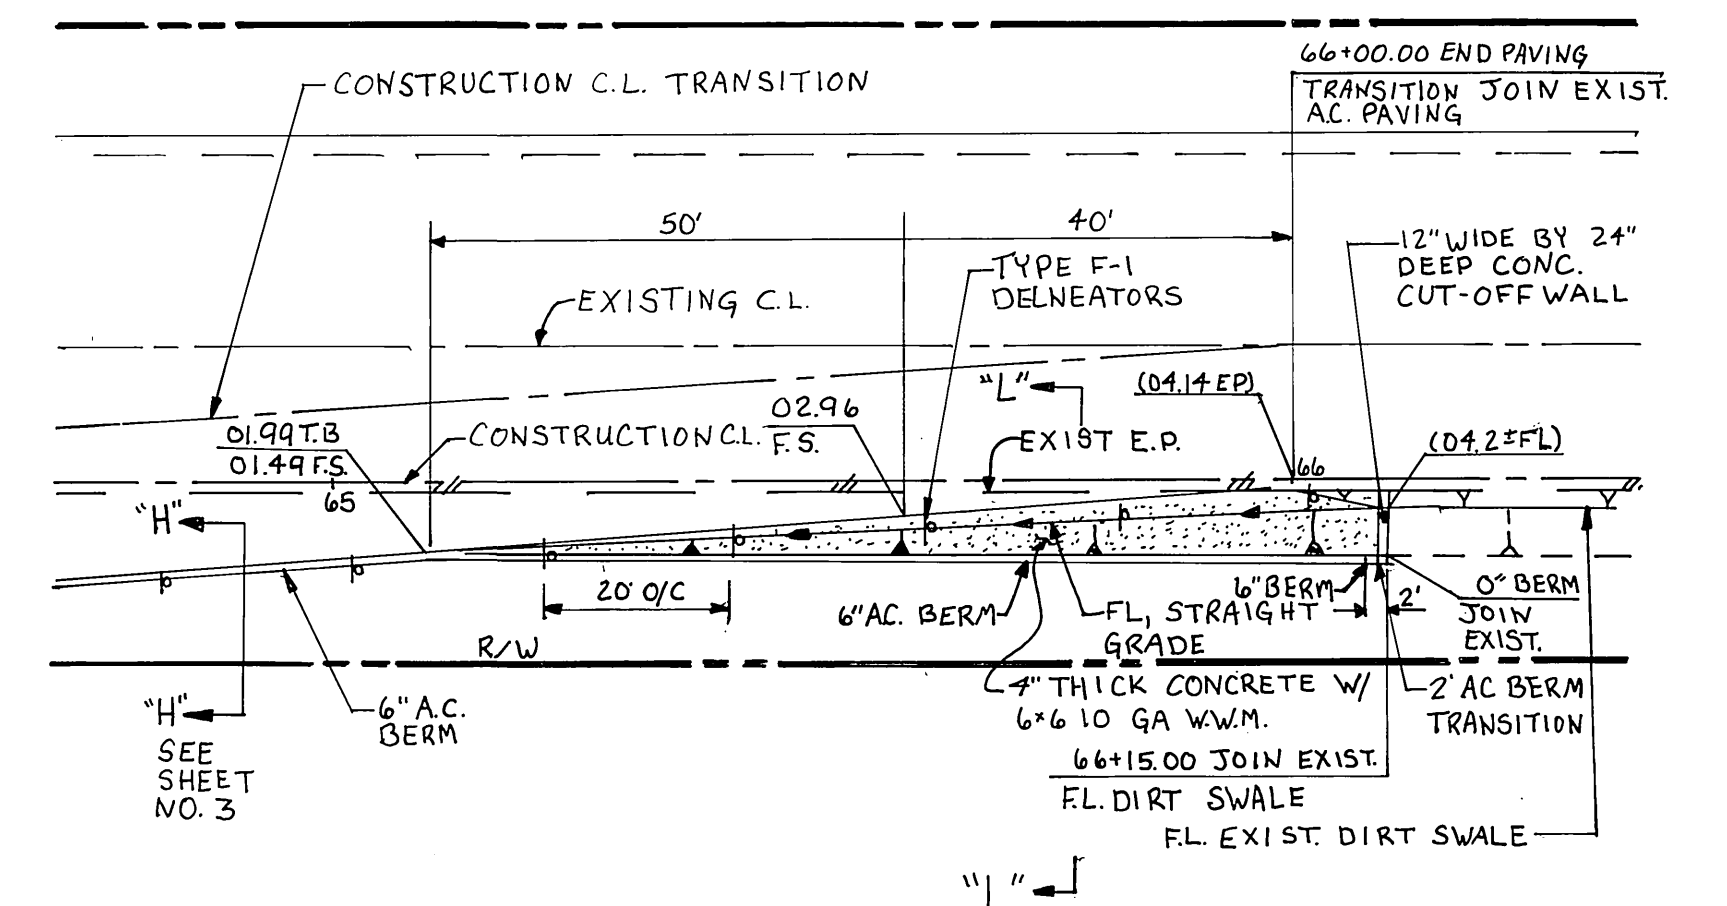 66+00.00 END PAVING
TRANSITION JOIN EXIST.
A.C. PAVING
CONSTRUCTION C.L. TRANSITION
50'
40'
12" WIDE BY 24"
DEEP CONC.
CUT-OFF WALL
TYPE F-1
DELNEATORS
EXISTING C.L.
"L"
(04.14 EP)
02.96
F.S.
01.99 T.B
01.49 F.S.
CONSTRUCTION C.L.
EXIST E.P.
(04.2±FL)
66
65
"H"
20' O/C
6" A.C. BERM
FL, STRAIGHT
GRADE
6" BERM
2'
0" BERM
JOIN
EXIST.
R/W
"H"
SEE
SHEET
NO. 3
6" A.C.
BERM
4" THICK CONCRETE W/
6x6 10 GA W.W.M.
2' AC BERM
TRANSITION
66+15.00 JOIN EXIST.
F.L. DIRT SWALE
F.L. EXIST. DIRT SWALE